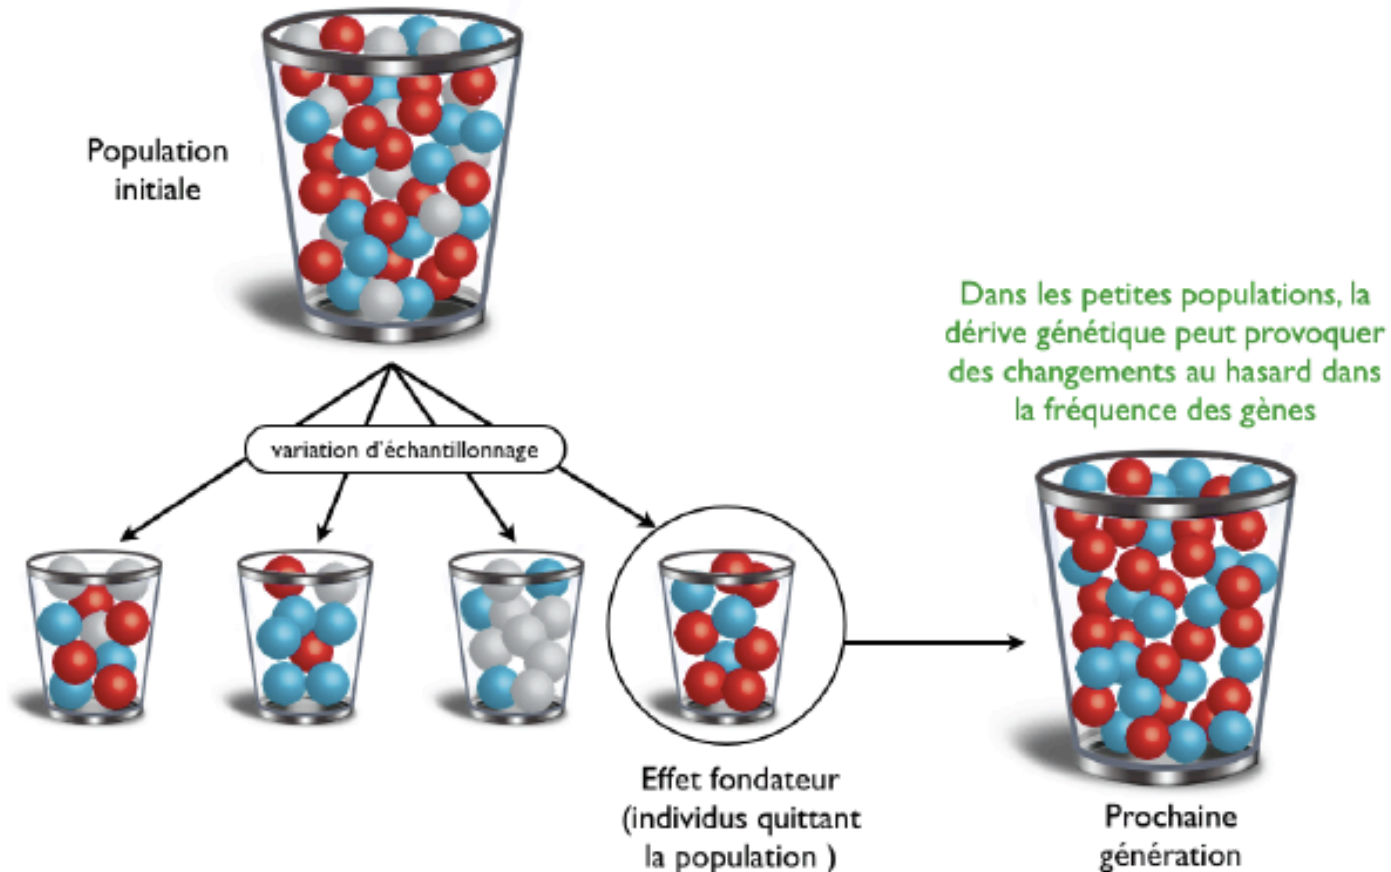 Population
initiale
variation d'échantillonnage
Dans les petites populations, la
dérive génétique peut provoquer
des changements au hasard dans
la fréquence des gènes
Effet fondateur
(individus quittant
la population )
Prochaine
génération